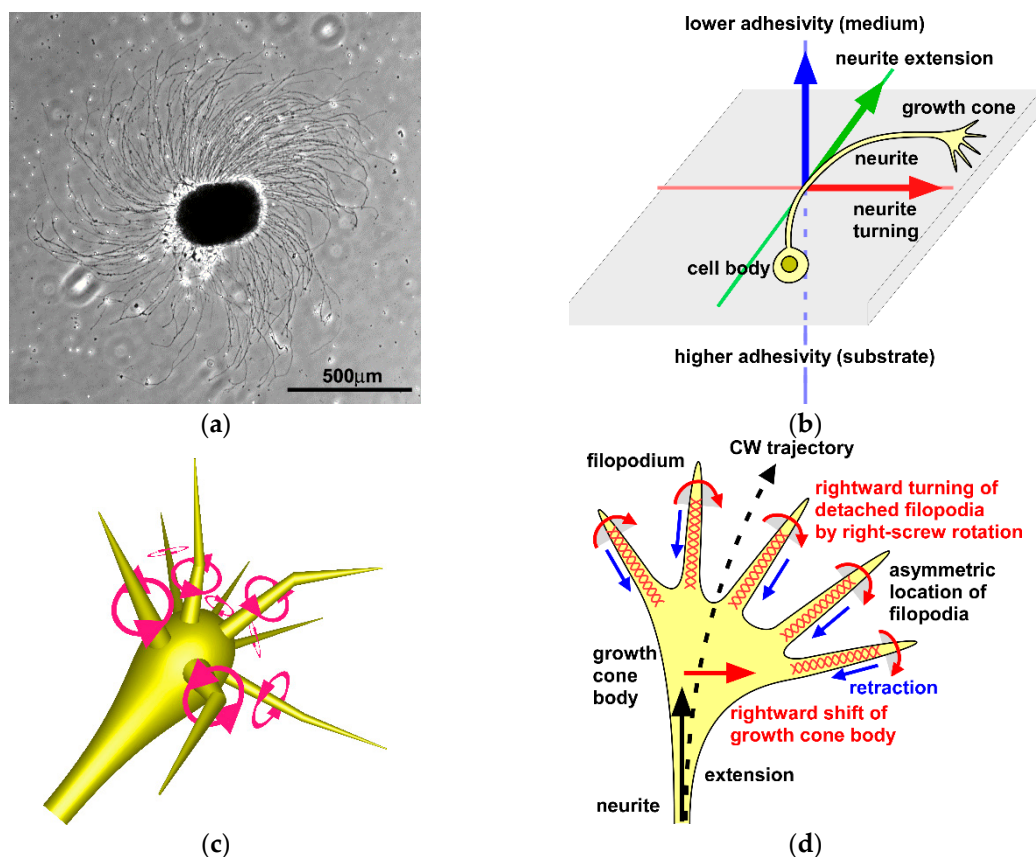 500μm
(a)
lower adhesivity (medium)
neurite extension
growth cone
neurite
neurite
turning
cell body
higher adhesivity (substrate)
(b)
(c)
filopodium
CW trajectory
rightward turning of
detached filopodia
by right-screw rotation
asymmetric
location of
filopodia
growth
cone
body
retraction
rightward shift of
growth cone body
extension
neurite
(d)